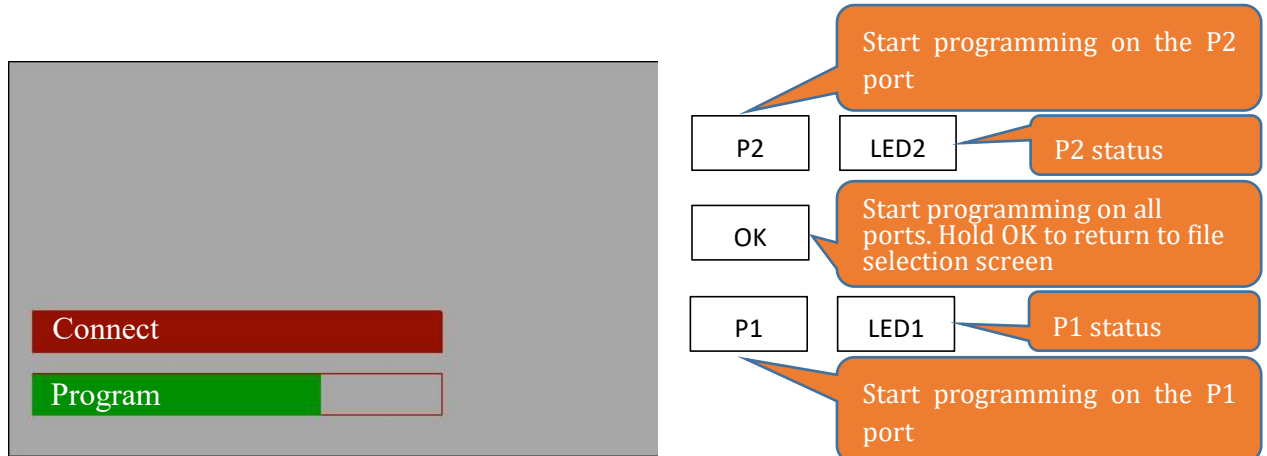 Connect
Program
Start programming on the P2
port
P2
LED2
P2 status
OK
Start programming on all
ports. Hold OK to return to file
selection screen
P1
LED1
P1 status
Start programming on the P1
port